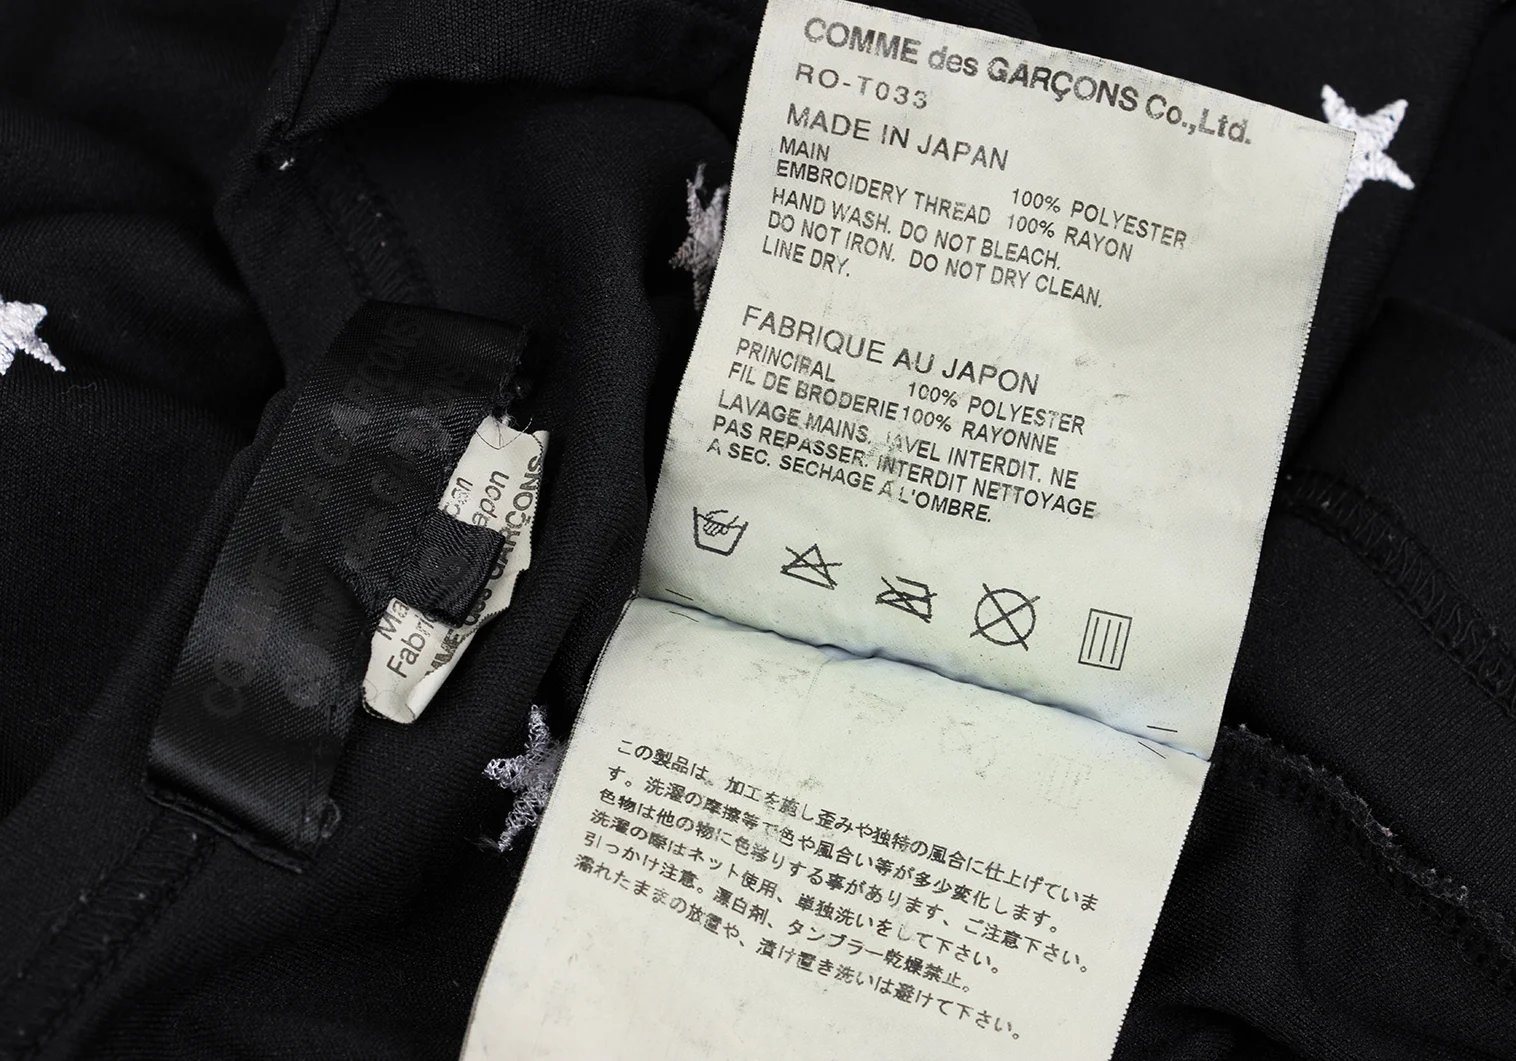 COMME des GARÇONS Co.,Ltd.
RO-T033
MADE IN JAPAN
MAIN 100% POLYESTER
EMBROIDERY THREAD 100% RAYON
HAND WASH. DO NOT BLEACH.
DO NOT IRON. DO NOT DRY CLEAN.
LINE DRY.
FABRIQUE AU JAPON
PRINCIPAL 100% POLYESTER
FIL DE BRODERIE 100% RAYONNE
LAVAGE MAINS. JAVEL INTERDIT. NE
PAS REPASSER. INTERDIT NETTOYAGE
A SEC. SECHAGE A L'OMBRE.
この製品は、加工を施し歪みや独特の風合に仕上げていま
す。洗濯の摩擦等で色や風合い等が多少変化します。
色物は他の物に色移りする事があります、ご注意下さい。
洗濯の際はネット使用、単独洗いをして下さい。
引っかけ注意。漂白剤、タンブラー乾燥禁止。
濡れたままの放置や、漬け置き洗いは避けて下さい。
COMME des GARÇONS
Fabri
apon
GARÇONS